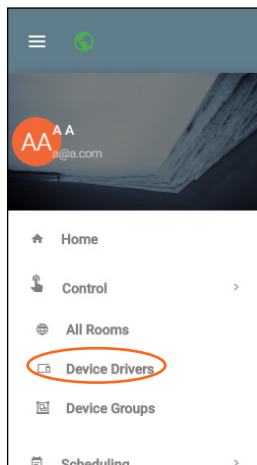 AA
A A
a@a.com
Home
Control
All Rooms
Device Drivers
Device Groups
Scheduling